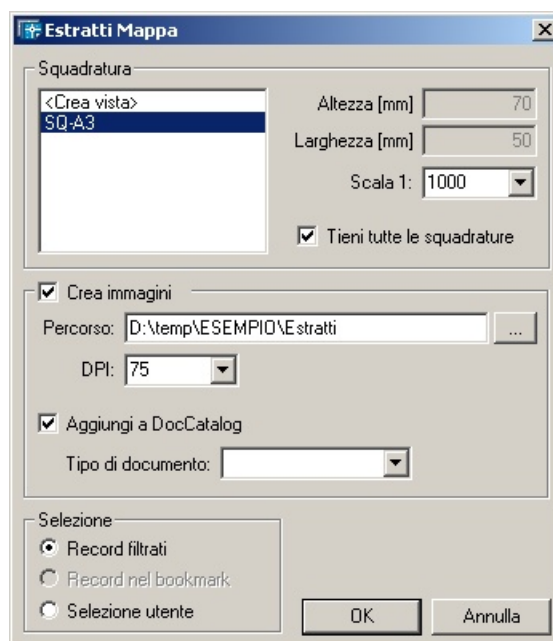 Estratti Mappa
Squadratura
<Crea vista>
SQ-A3
Altezza [mm] 70
Larghezza [mm] 50
Scala 1: 1000
Tieni tutte le squadrature
Crea immagini
Percorso: D:\temp\ESEMPIO\Estratti ...
DPI: 75
Aggiungi a DocCatalog
Tipo di documento:
Selezione
Record filtrati
Record nel bookmark
Selezione utente
OK Annulla